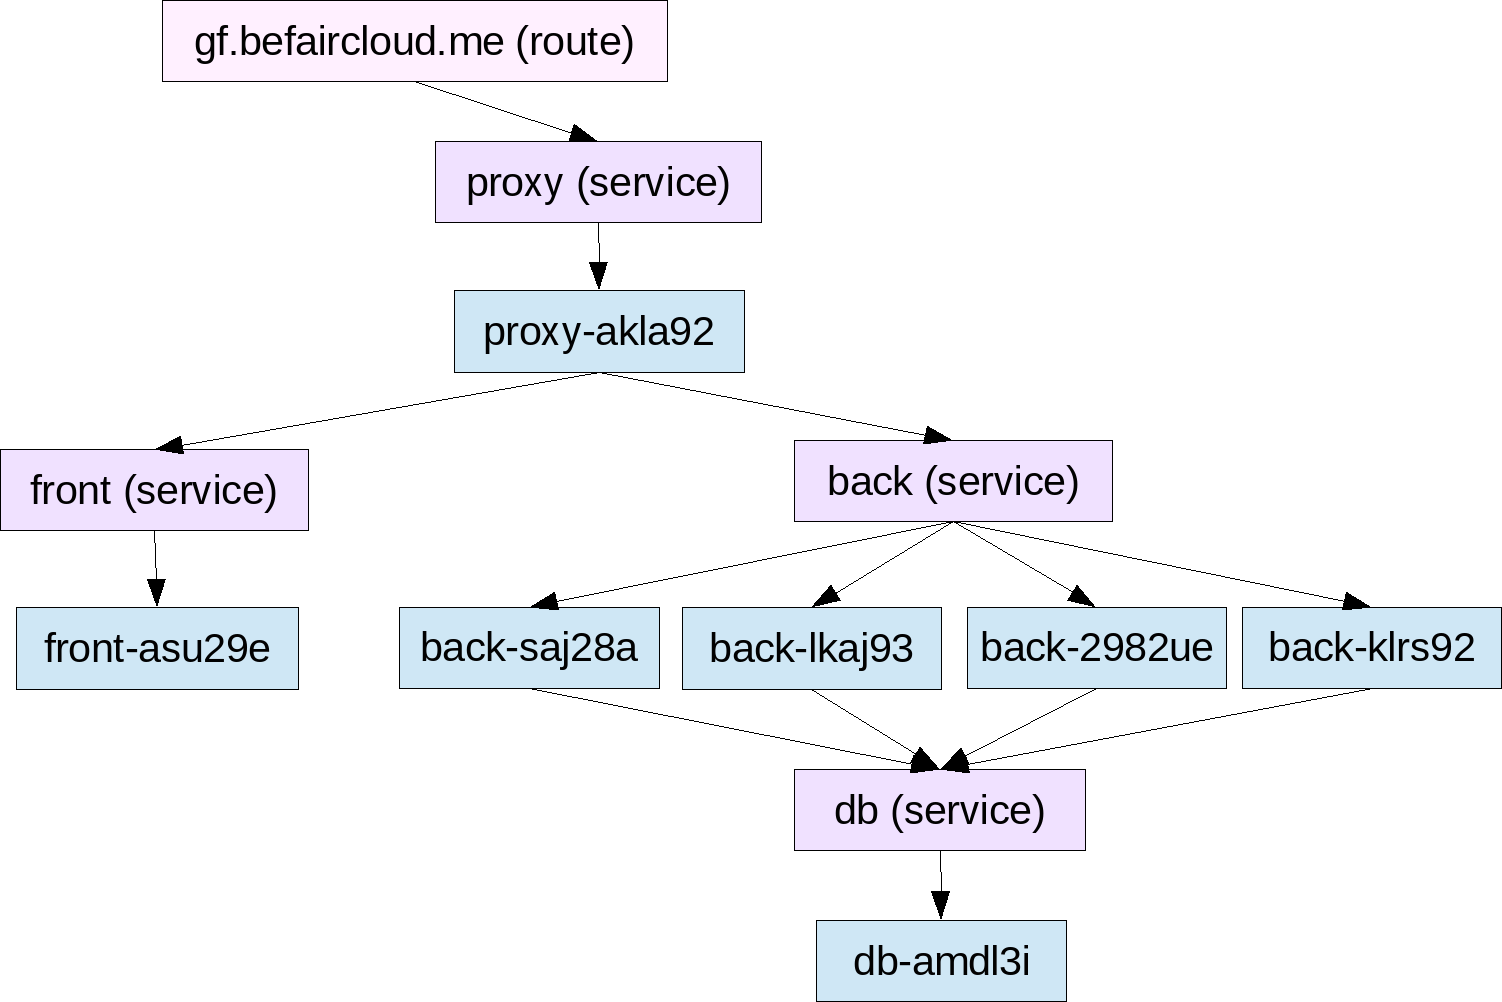 gf.befaircloud.me (route)
proxy (service)
proxy-akla92
front (service)
back (service)
front-asu29e
back-saj28a
back-lkaj93
back-2982ue
back-klrs92
db (service)
db-amdl3i